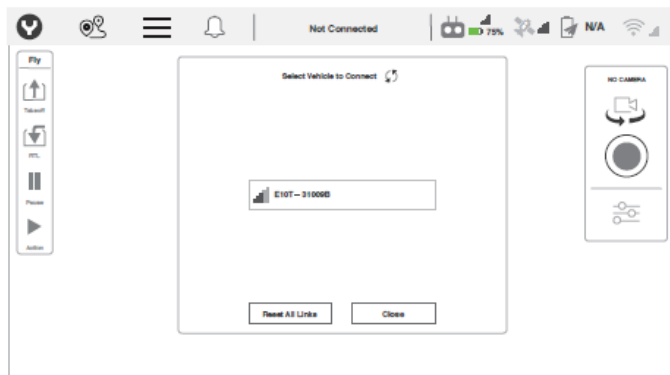 Not Connected
75%
N/A
Fly
Takeoff
RTL
Pause
Action
Select Vehicle to Connect
E10T – 31009B
Reset All Links
Close
NO CAMERA